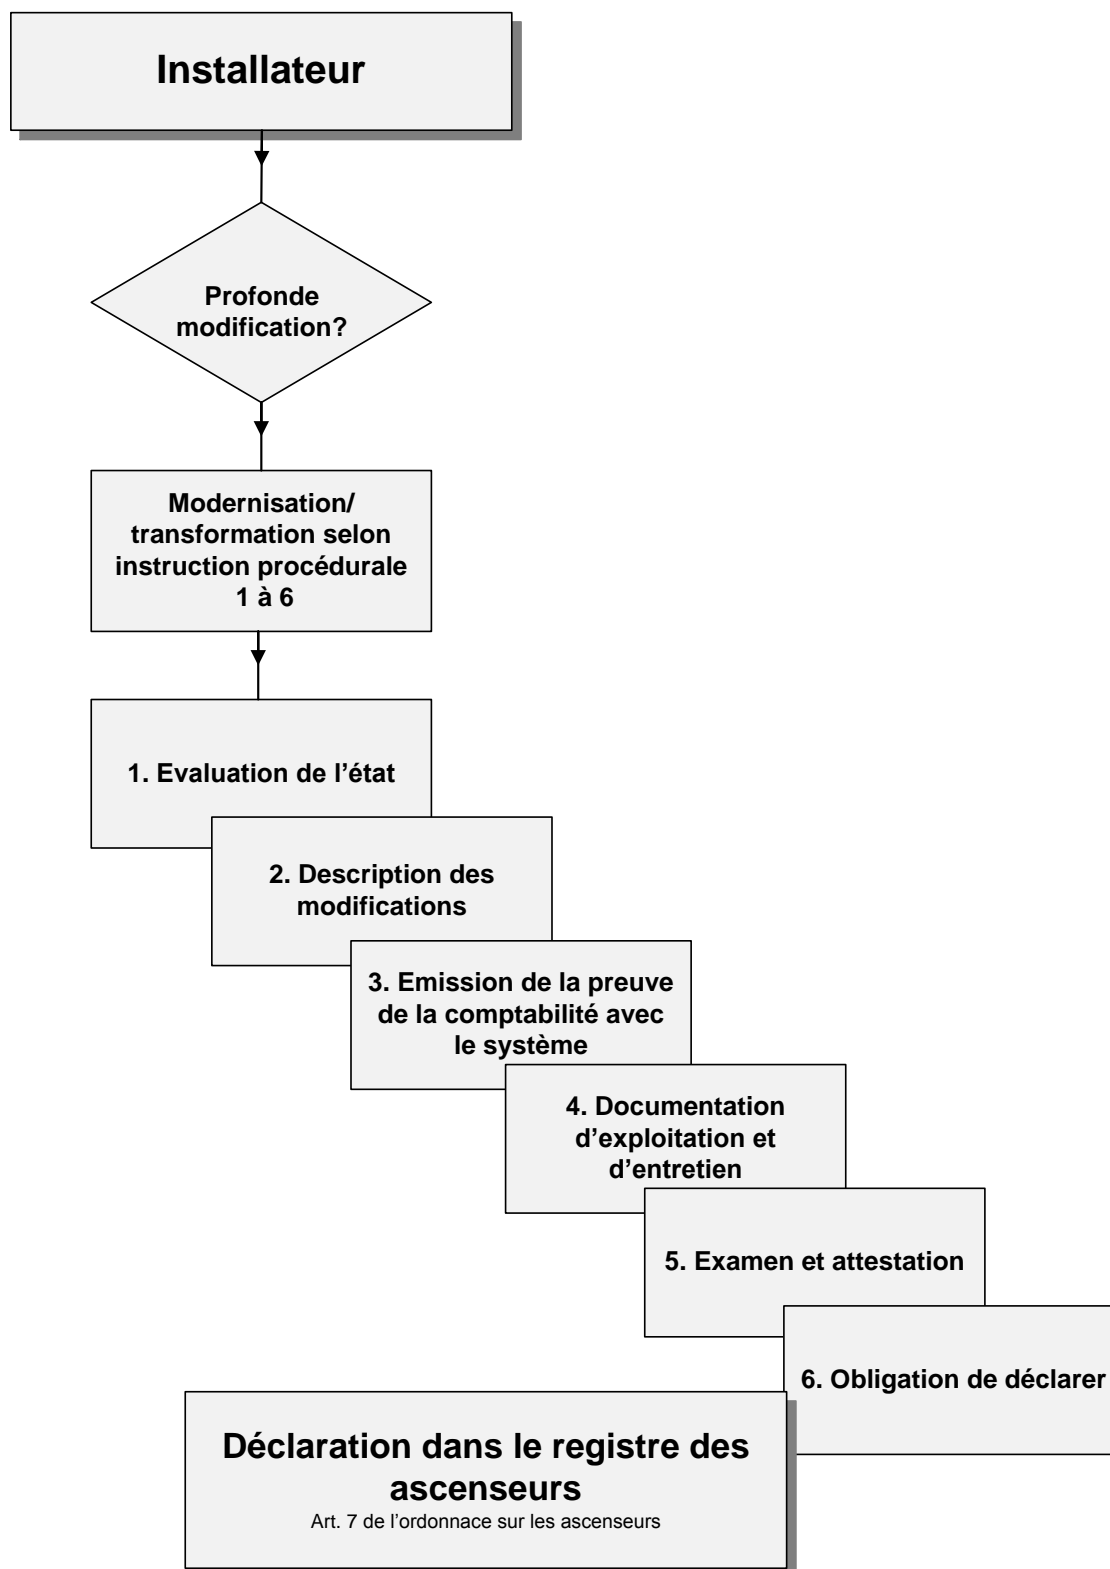 Installateur
Profonde
modification?
Modernisation/
transformation selon
instruction procédurale
1 à 6
1. Evaluation de l’état
2. Description des
modifications
3. Emission de la preuve
de la comptabilité avec
le système
4. Documentation
d’exploitation et
d’entretien
5. Examen et attestation
6. Obligation de déclarer
Déclaration dans le registre des
ascenseurs
Art. 7 de l’ordonnace sur les ascenseurs